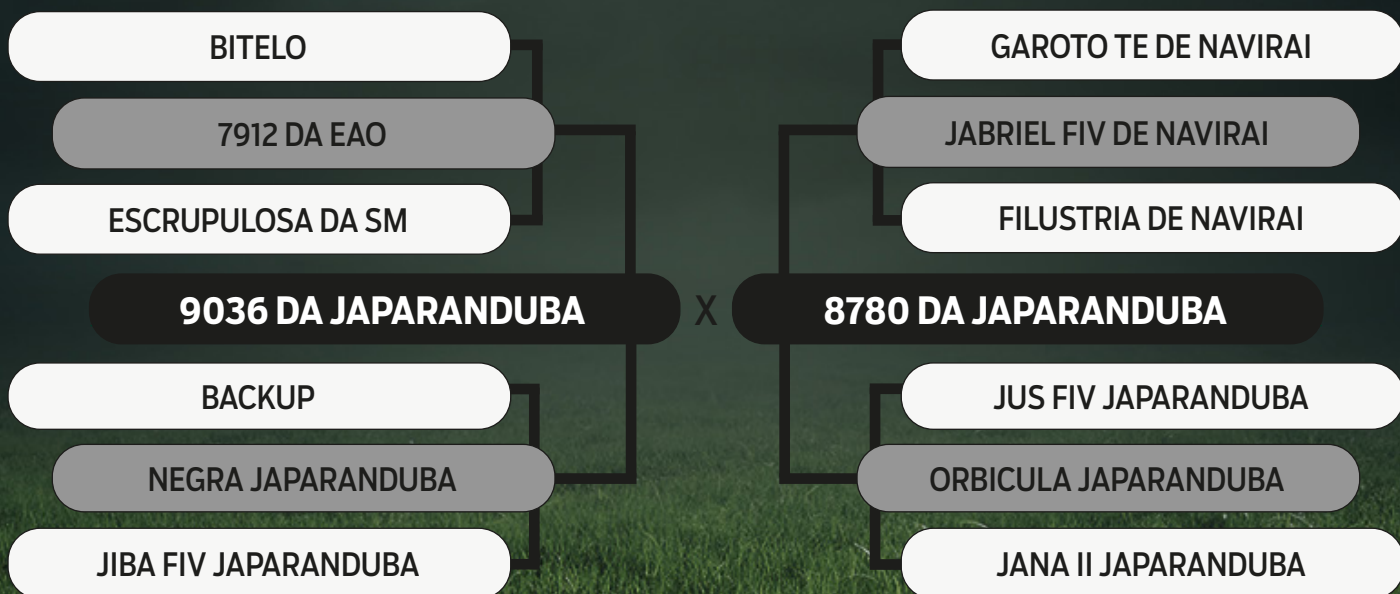 BITELO
7912 DA EAO
ESCRUPULOSA DA SM
9036 DA JAPARANDUBA
BACKUP
NEGRA JAPARANDUBA
JIBA FIV JAPARANDUBA
X
GAROTO TE DE NAVIRAI
JABRIEL FIV DE NAVIRAI
FILUSTRIA DE NAVIRAI
8780 DA JAPARANDUBA
JUS FIV JAPARANDUBA
ORBICULA JAPARANDUBA
JANA II JAPARANDUBA